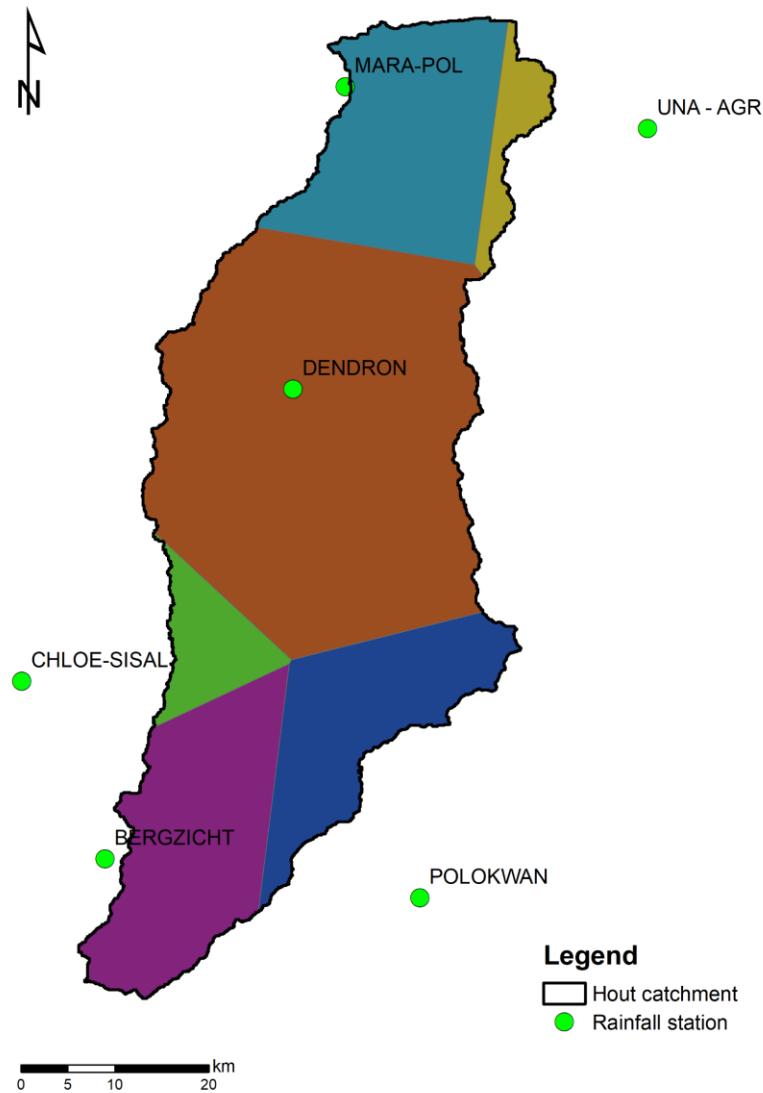 N
MARA-POL
UNA - AGR
DENDRON
CHLOE-SISAL
BERGZICHT
POLOKWAN
Legend
Hout catchment
Rainfall station
km
0 5 10 20